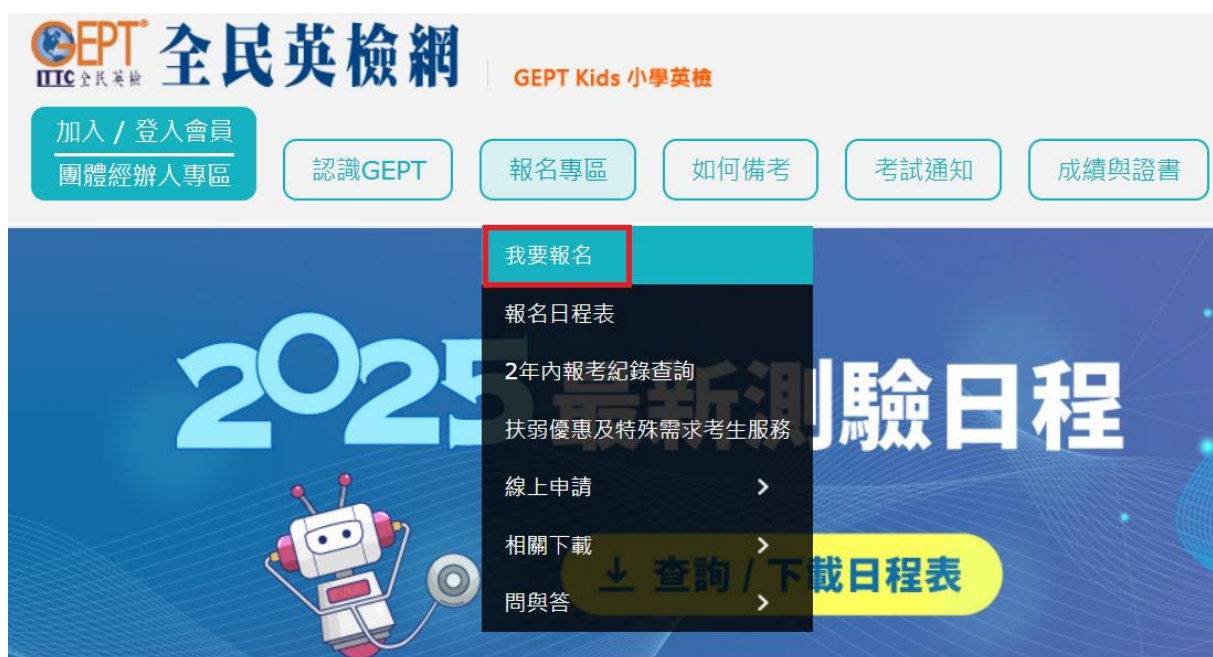 GEPT 全民英檢網
LTTC 全民英檢
GEPT Kids 小學英檢
加入 / 登入會員
團體經辦人專區
認識GEPT
報名專區
如何備考
考試通知
成績與證書
我要報名
報名日程表
2年內報考紀錄查詢
扶弱優惠及特殊需求考生服務
線上申請
相關下載
問與答
2025 最新測驗日程
查詢 / 下載日程表